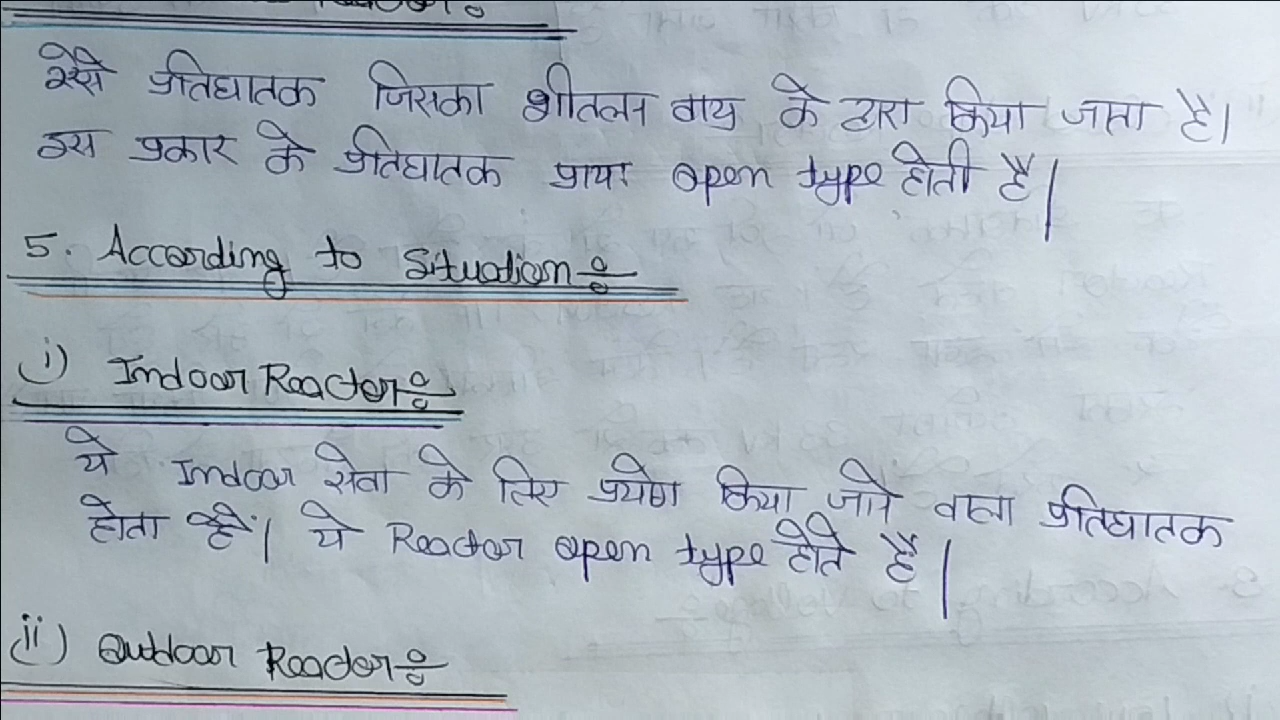 ऐसे प्रतिघातक जिसका शीतलन वायु के द्वारा किया जाता है।
इस प्रकार के प्रतिघातक प्रायः open type होती है।
5. According to Situation÷
i) Indoor Reactor÷
ये Indoor सेवा के लिए प्रयोग किया जाने वाला प्रतिघातक
होता है। ये Reactor open type होते है।
ii) Outdoor Reactor÷